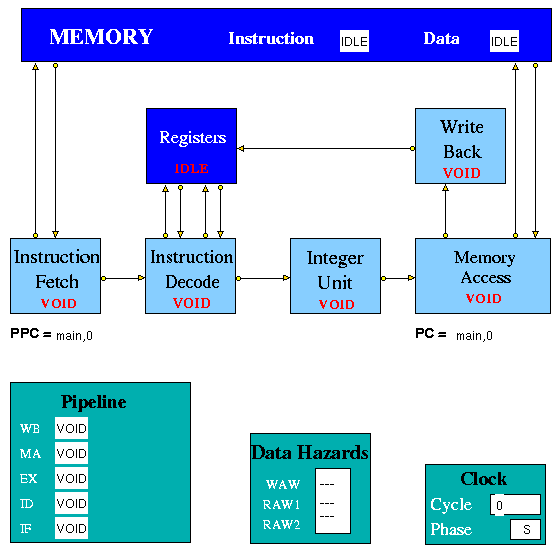 MEMORY Instruction IDLE Data IDLE
Registers
IDLE
Write
Back
VOID
Instruction
Fetch
VOID
Instruction
Decode
VOID
Integer
Unit
VOID
Memory
Access
VOID
PPC = main,0
PC = main,0
Pipeline
WB VOID
MA VOID
EX VOID
ID VOID
IF VOID
Data Hazards
WAW ---
RAW1 ---
RAW2 ---
Clock
Cycle 0
Phase S